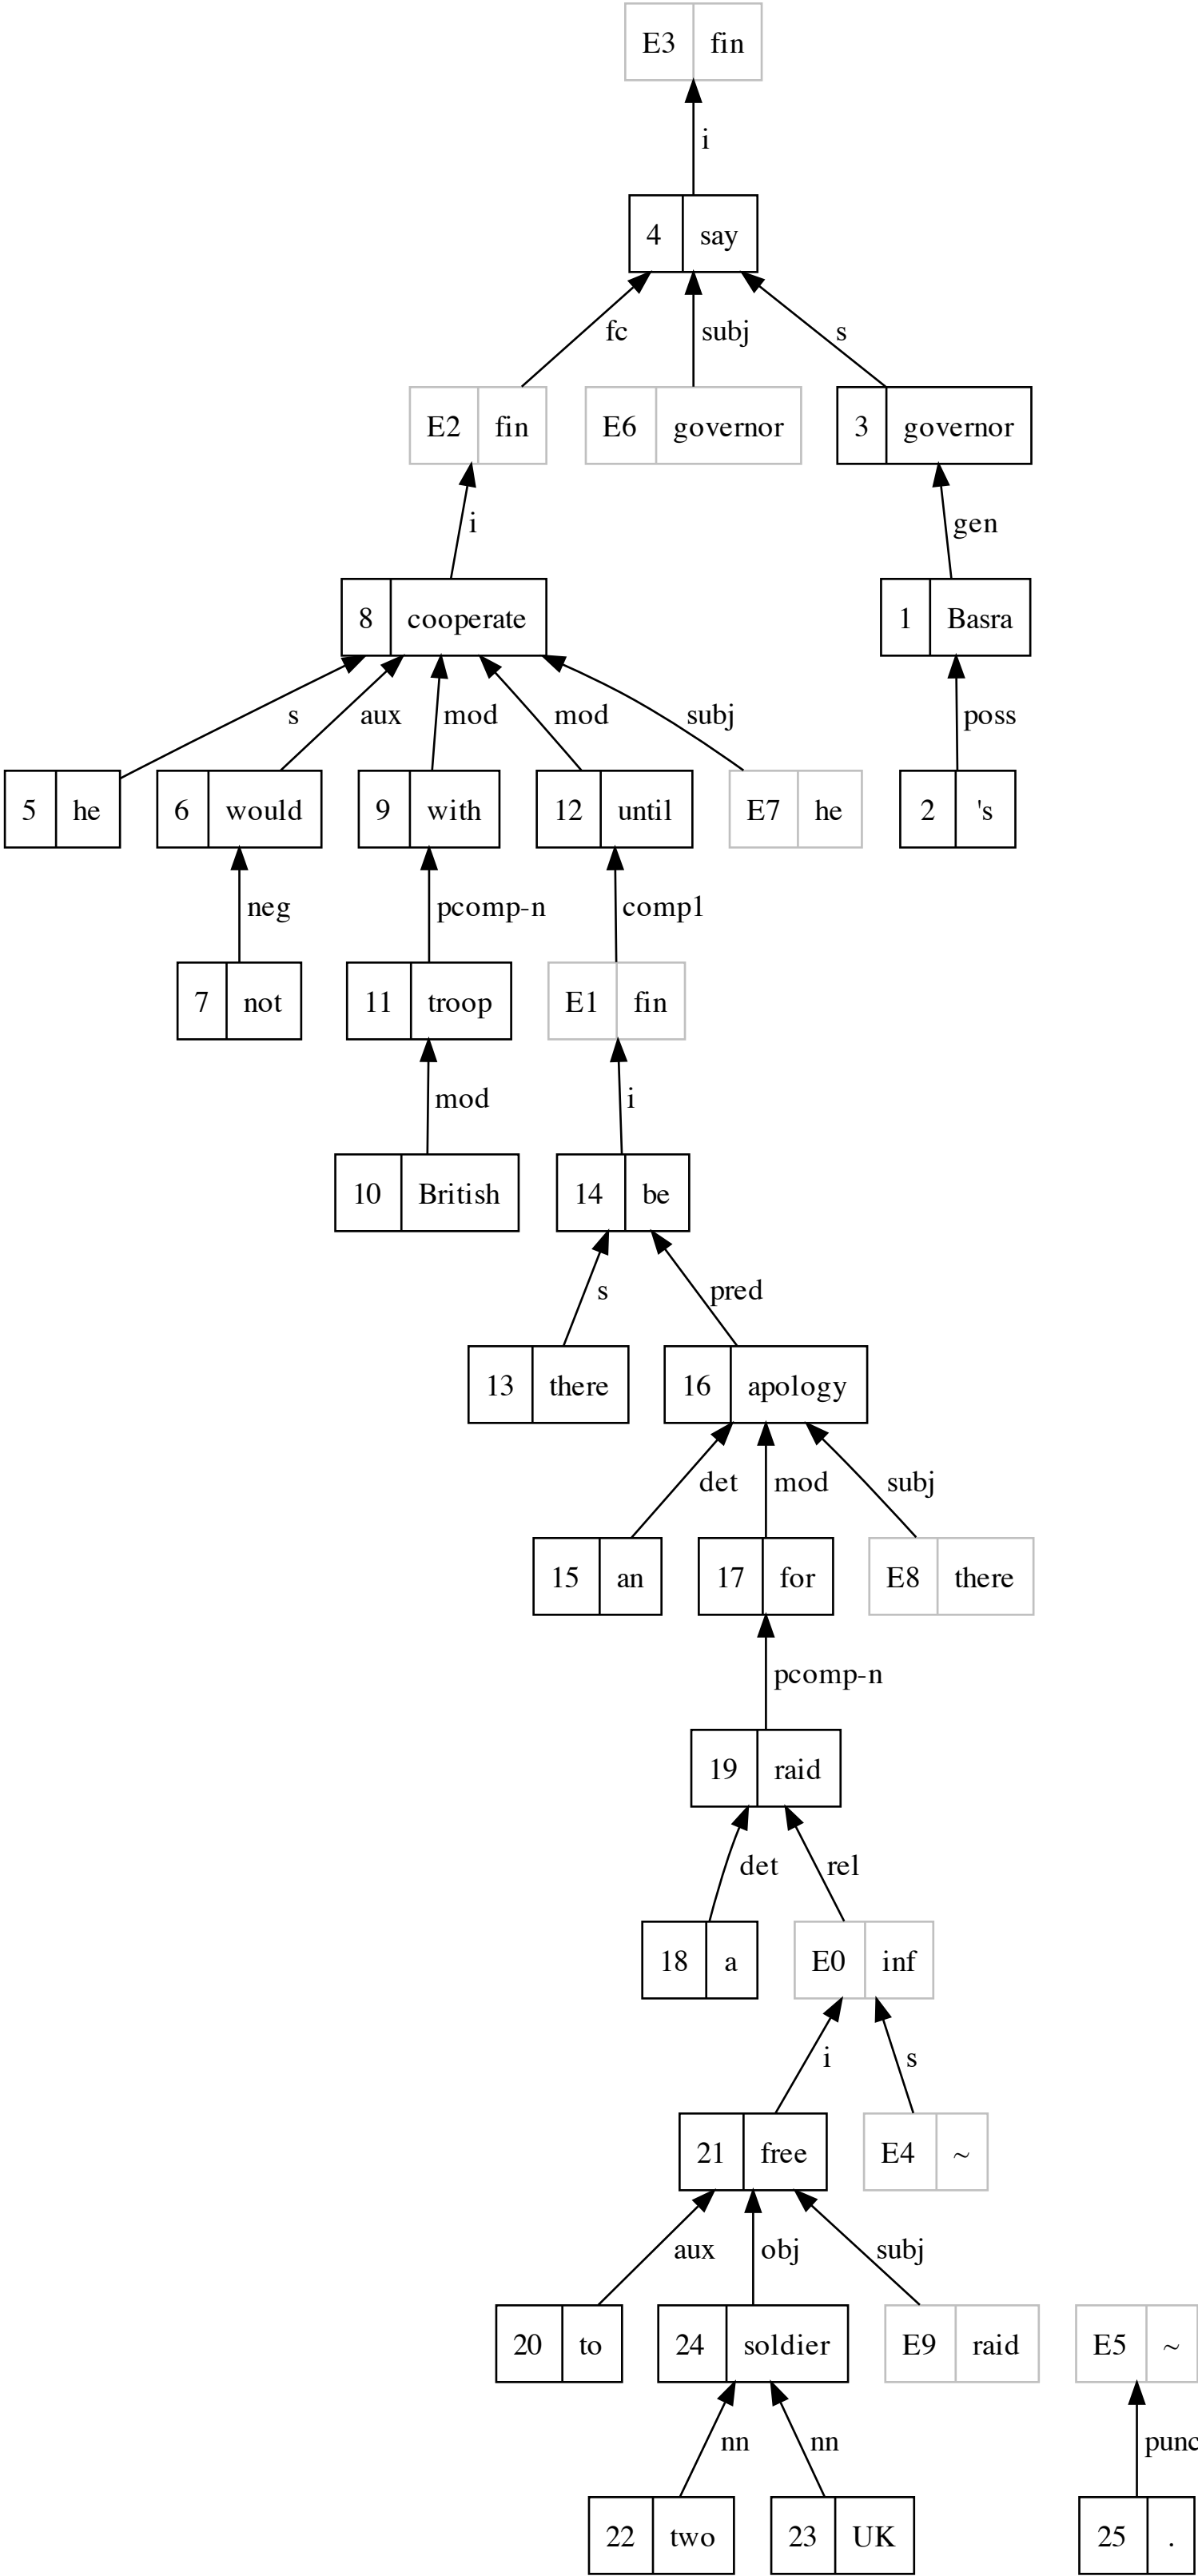 E3 fin
i
4 say
fc subj s
E2 fin E6 governor 3 governor
i gen
8 cooperate 1 Basra
s aux mod mod subj poss
5 he 6 would 9 with 12 until E7 he 2 's
neg pcomp-n comp1
7 not 11 troop E1 fin
mod i
10 British 14 be
s pred
13 there 16 apology
det mod subj
15 an 17 for E8 there
pcomp-n
19 raid
det rel
18 a E0 inf
i s
21 free E4 ~
aux obj subj
20 to 24 soldier E9 raid E5 ~
nn nn punc
22 two 23 UK 25 .